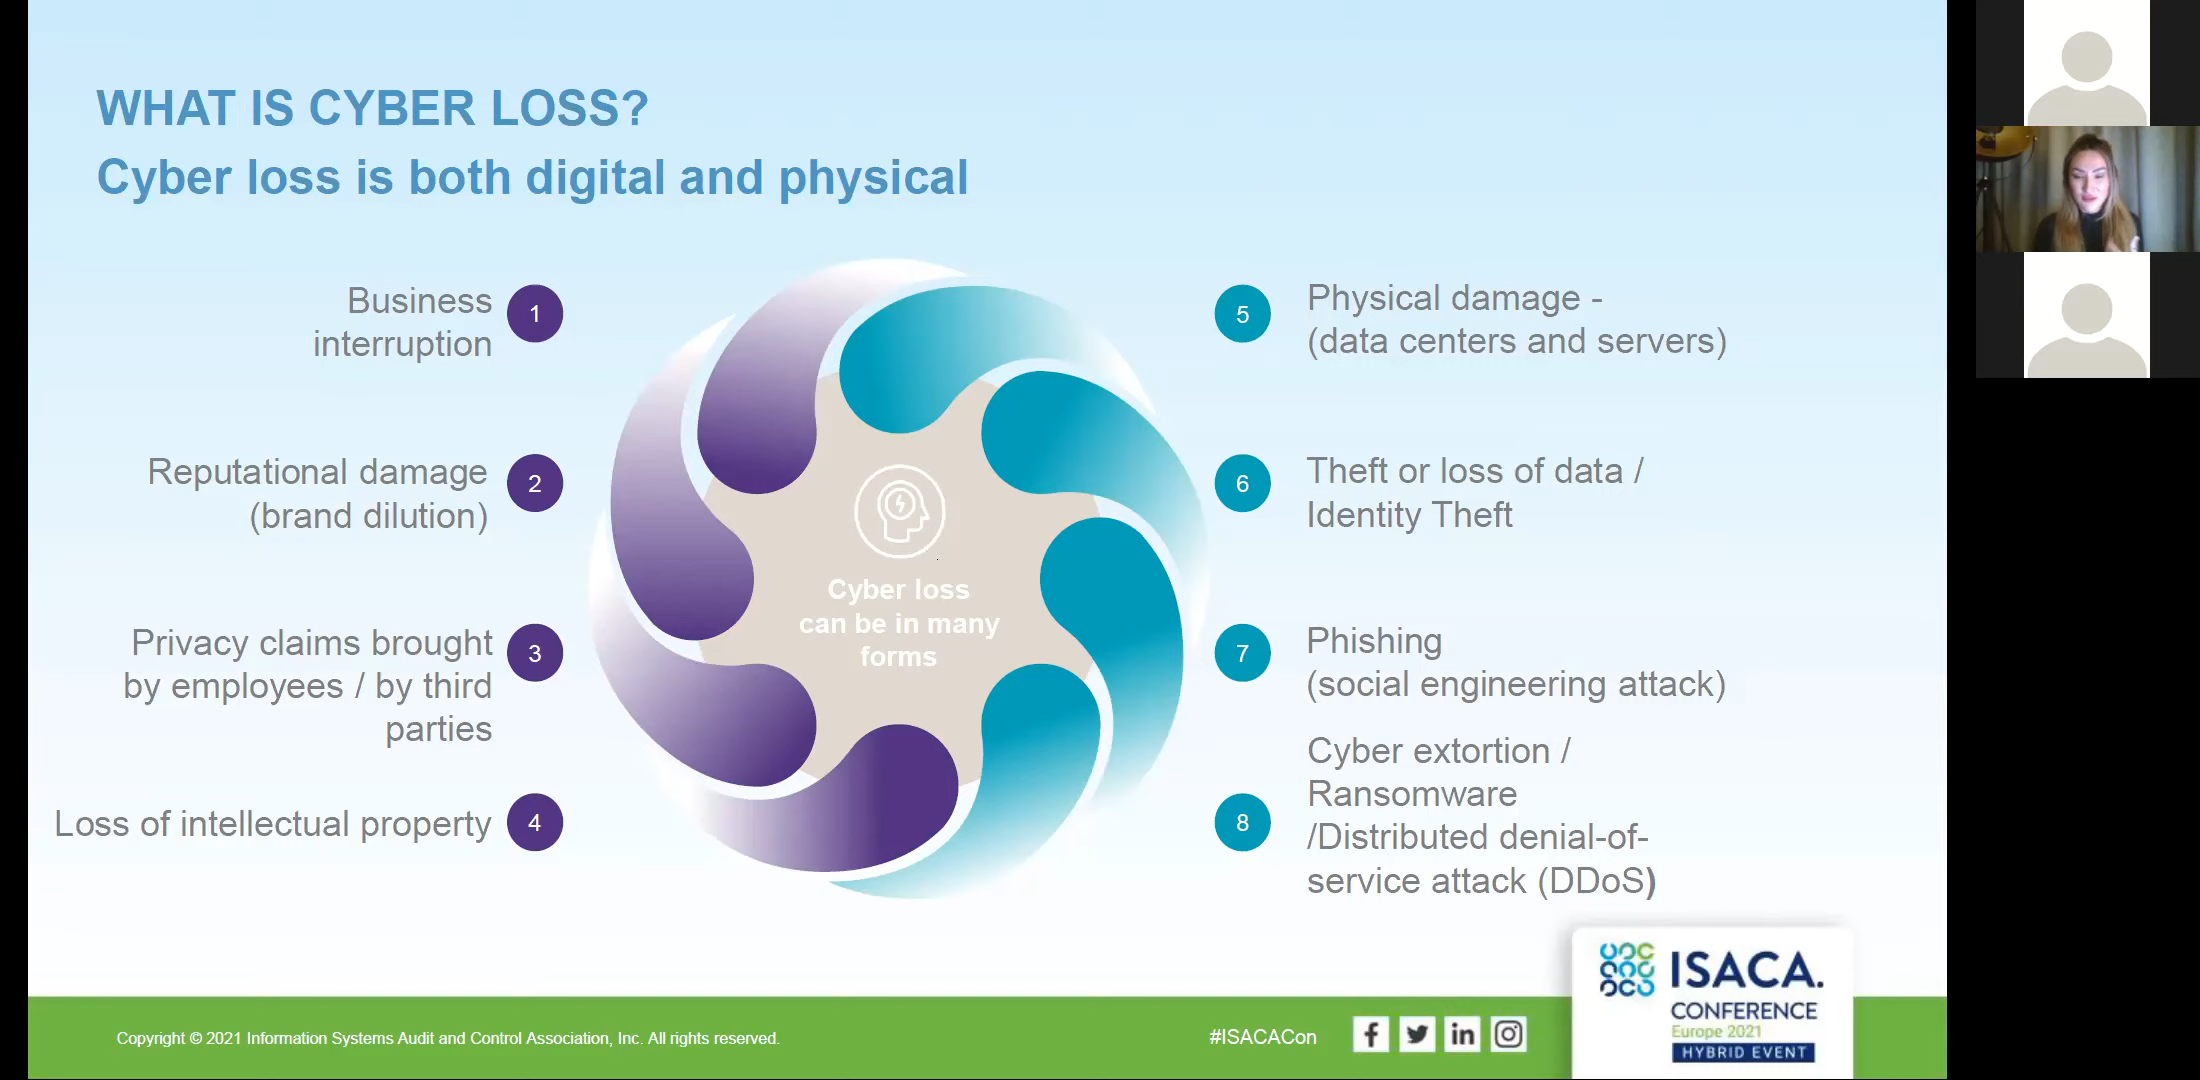 WHAT IS CYBER LOSS?
Cyber loss is both digital and physical
Business
interruption
1
Reputational damage
(brand dilution)
2
Privacy claims brought
by employees / by third
parties
3
Loss of intellectual property
4
Cyber loss
can be in many
forms
5
Physical damage -
(data centers and servers)
6
Theft or loss of data /
Identity Theft
7
Phishing
(social engineering attack)
8
Cyber extortion /
Ransomware
/Distributed denial-of-
service attack (DDoS)
Copyright © 2021 Information Systems Audit and Control Association, Inc. All rights reserved.
#ISACACon
ISACA.
CONFERENCE
Europe 2021
HYBRID EVENT